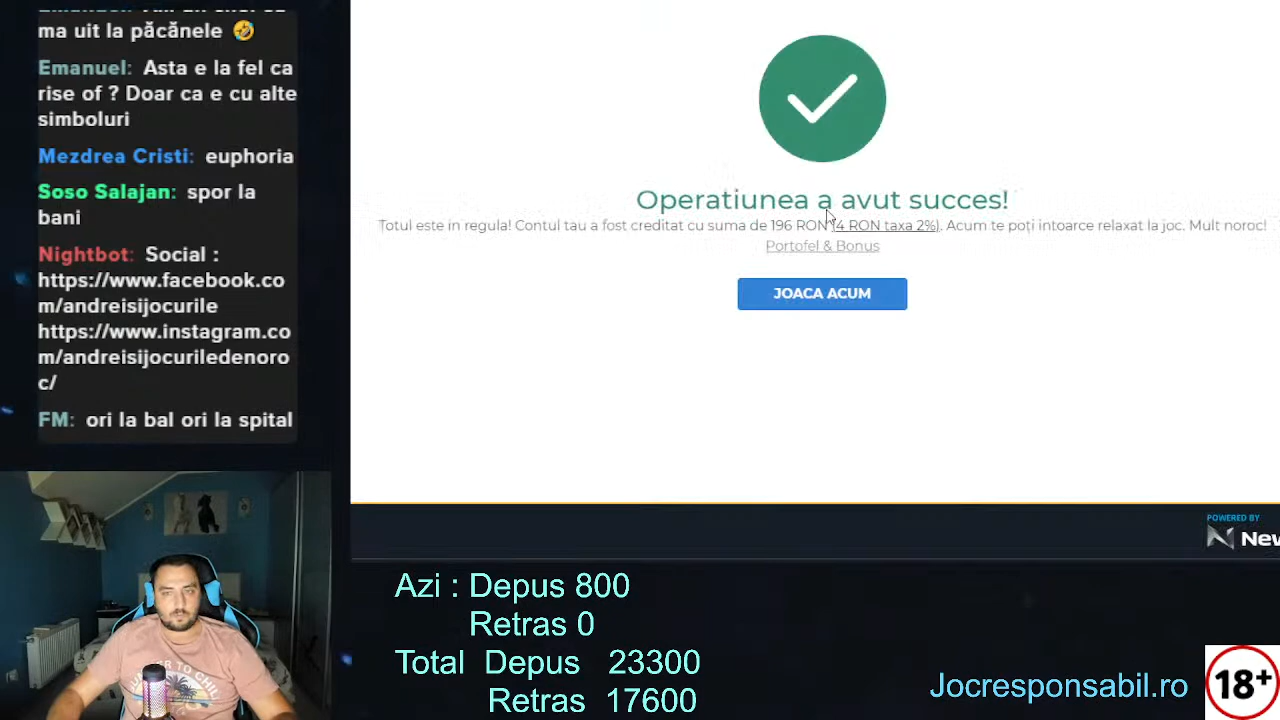 ma uit la păcănele 🤣
Emanuel: Asta e la fel ca
rise of ? Doar ca e cu alte
simboluri
Mezdrea Cristi: euphoria
Soso Salajan: spor la
bani
Nightbot: Social :
https://www.facebook.co
m/andreisijocurile
https://www.instagram.co
m/andreisijocuriledenoro
c/
FM: ori la bal ori la spital
Operatiunea a avut succes!
Totul este in regula! Contul tau a fost creditat cu suma de 196 RON (4 RON taxa 2%). Acum te poți intoarce relaxat la joc. Mult noroc!
Portofel & Bonus
JOACA ACUM
POWERED BY
Nev
Azi : Depus 800
Retras 0
Total Depus 23300
Retras 17600
Jocresponsabil.ro
18+